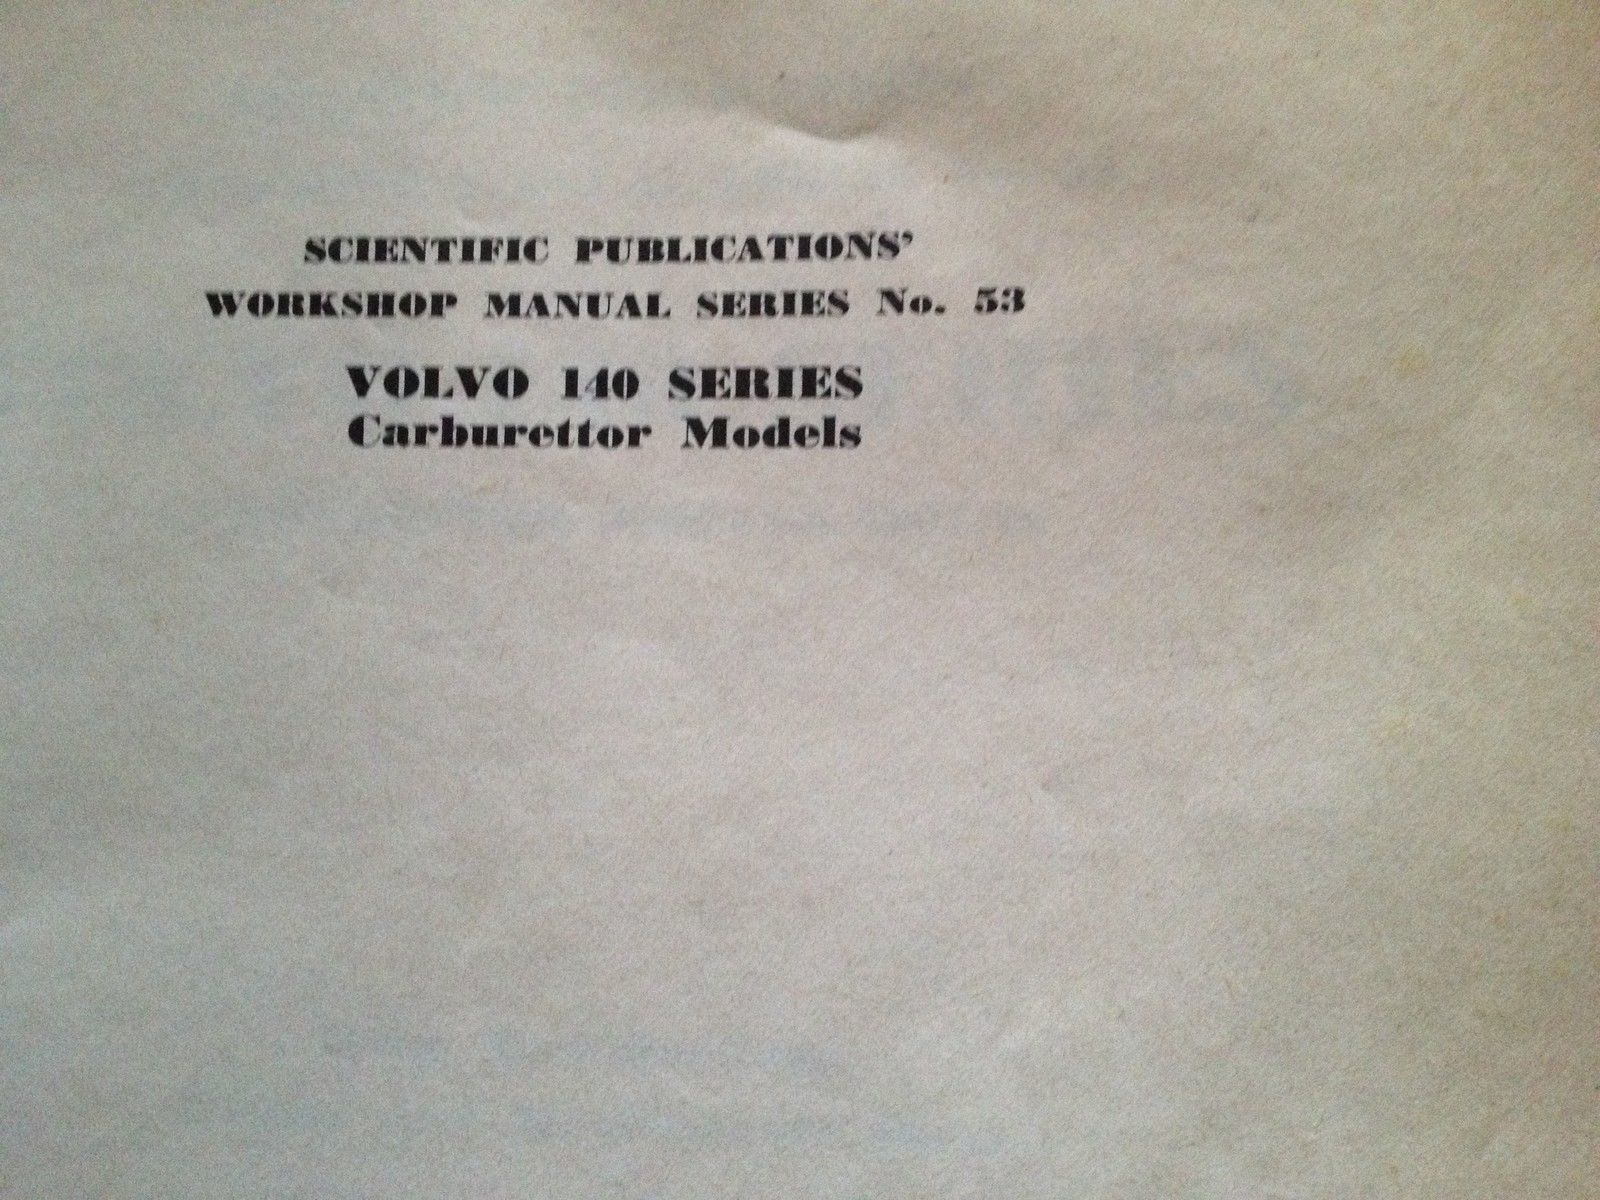 SCIENTIFIC PUBLICATIONS'
WORKSHOP MANUAL SERIES No. 53
VOLVO 140 SERIES
Carburettor Models